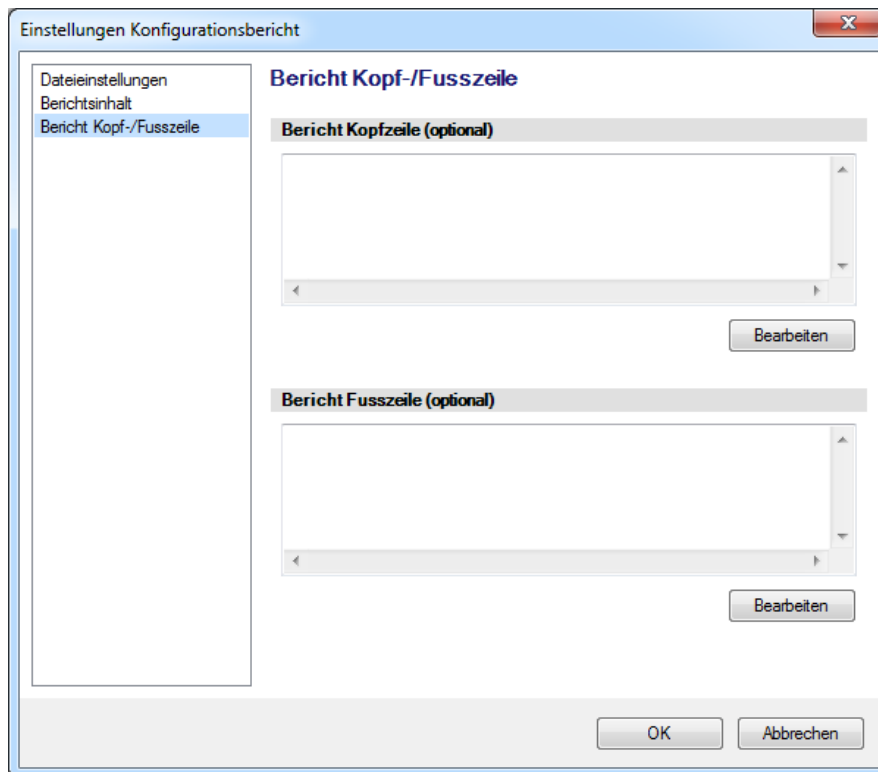 Einstellungen Konfigurationsbericht
Dateieinstellungen
Berichtsinhalt
Bericht Kopf-/Fusszeile
Bericht Kopf-/Fusszeile
Bericht Kopfzeile (optional)
Bearbeiten
Bericht Fusszeile (optional)
Bearbeiten
OK
Abbrechen